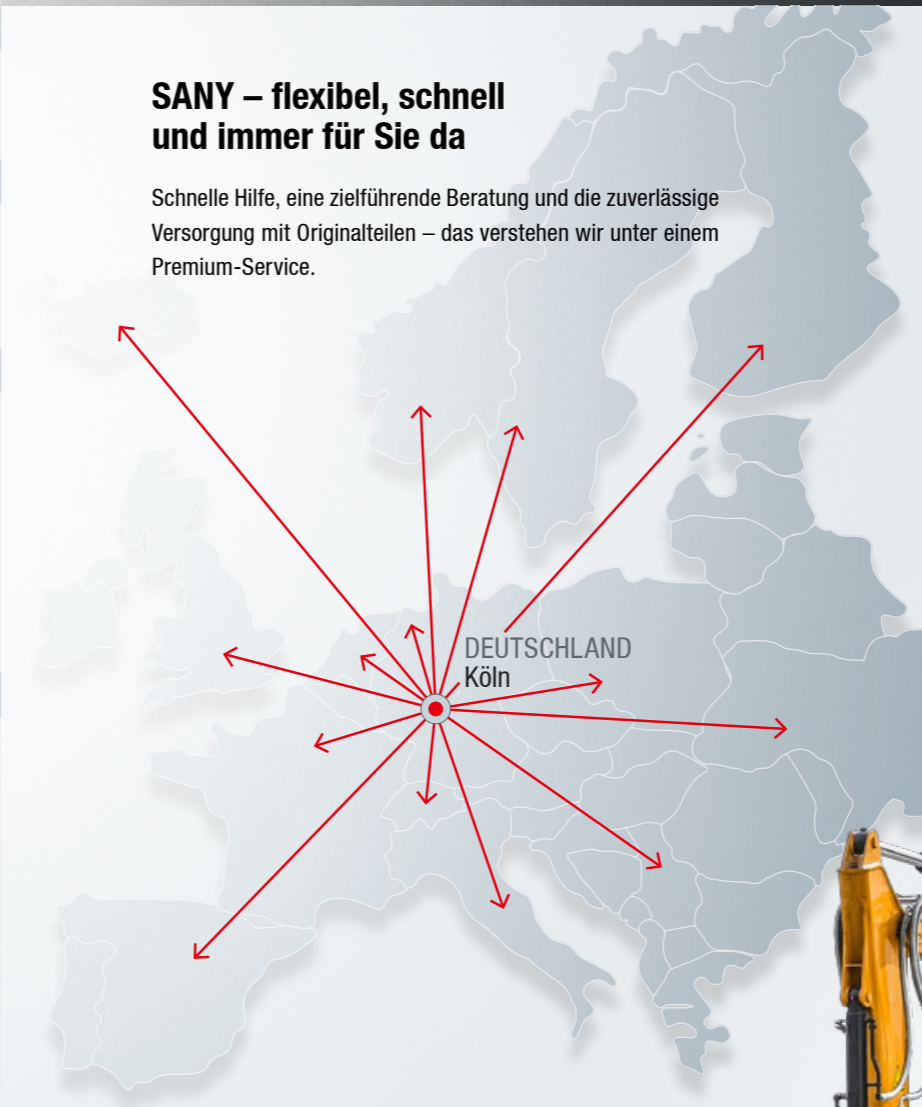 SANY – flexibel, schnell
und immer für Sie da
Schnelle Hilfe, eine zielführende Beratung und die zuverlässige
Versorgung mit Originalteilen – das verstehen wir unter einem
Premium-Service.
DEUTSCHLAND
Köln